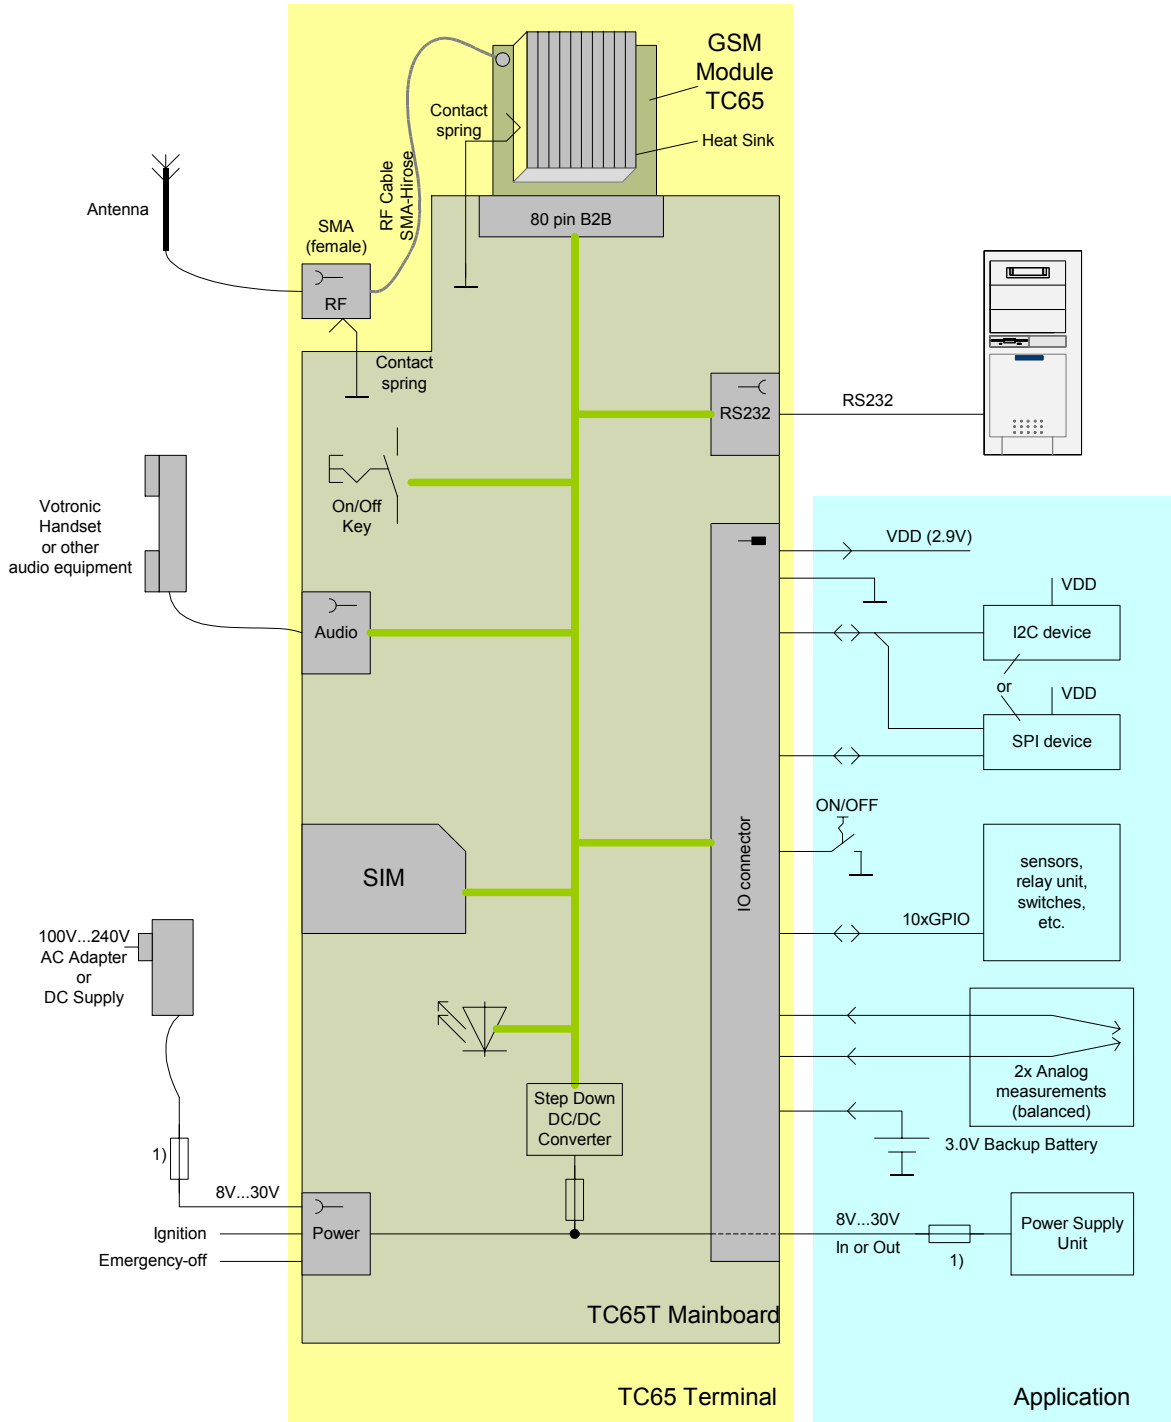 GSM
Module
TC65
Contact
spring
Heat Sink
RF Cable
SMA-Hirose
Antenna
80 pin B2B
SMA
(female)
RF
Contact
spring
RS232
RS232
On/Off
Key
Votronic
Handset
or other
audio equipment
VDD (2.9V)
VDD
Audio
I2C device
or
VDD
SPI device
ON/OFF
IO connector
SIM
sensors,
relay unit,
switches,
etc.
10xGPIO
100V...240V
AC Adapter
or
DC Supply
2x Analog
measurements
(balanced)
Step Down
DC/DC
Converter
3.0V Backup Battery
1)
8V...30V
Ignition
Power
Emergency-off
8V...30V
In or Out
1)
Power Supply
Unit
TC65T Mainboard
TC65 Terminal
Application